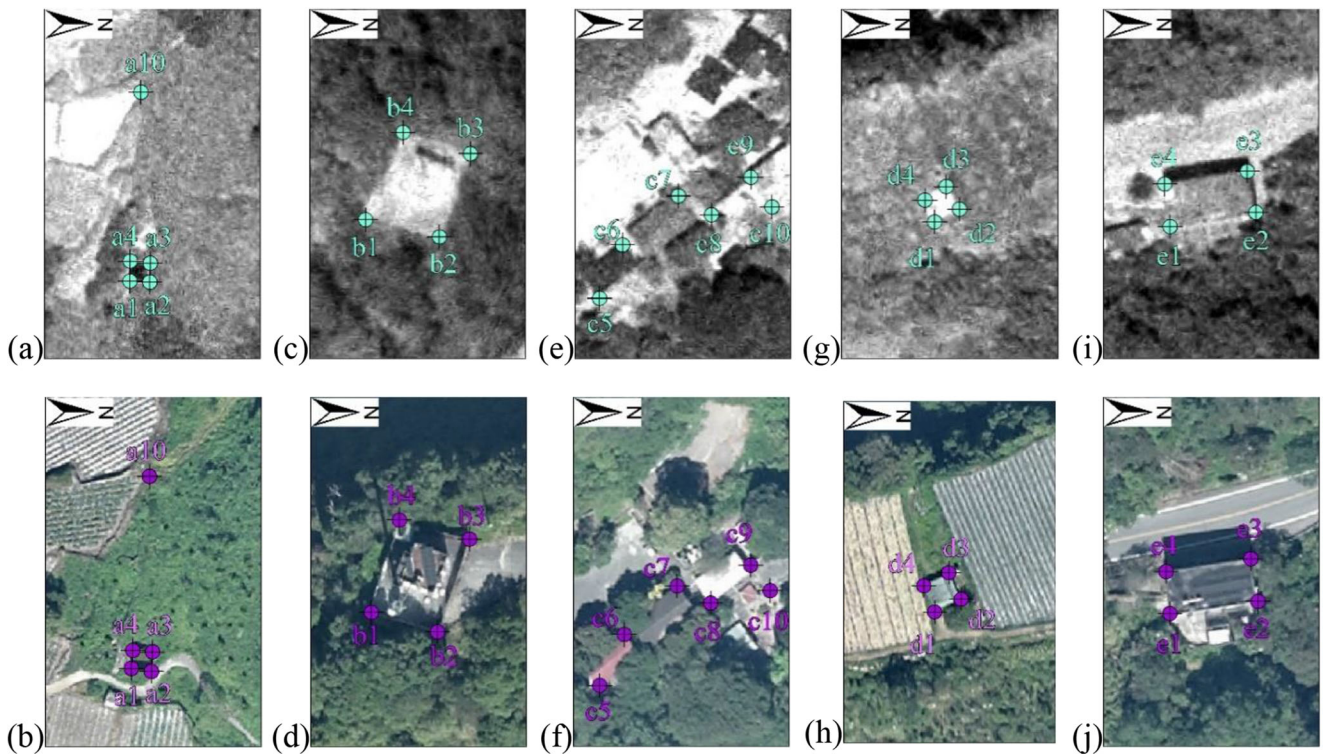 N
a10
a4 a3
a1 a2
(a)
N
b4
b3
b1
b2
(c)
N
c9
c7
c6
c8 c10
c5
(e)
N
d3
d4
d2
d1
(g)
N
e3
e4
e1
e2
(i)
N
a10
a4 a3
a1 a2
(b)
N
b4
b3
b1
b2
(d)
N
c9
c7
c6
c8 c10
c5
(f)
N
d3
d4
d1 d2
(h)
N
e3
e4
e1 e2
(j)